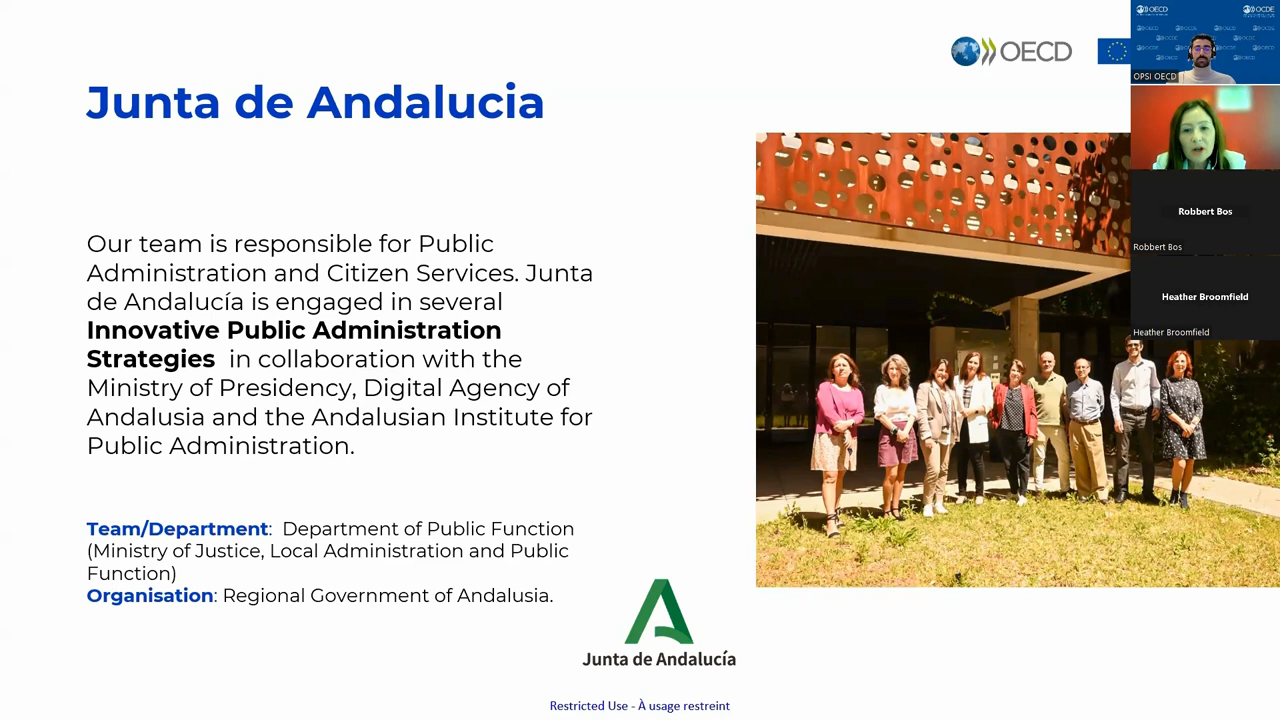 OECD
Junta de Andalucia
Our team is responsible for Public
Administration and Citizen Services. Junta
de Andalucía is engaged in several
Innovative Public Administration
Strategies in collaboration with the
Ministry of Presidency, Digital Agency of
Andalusia and the Andalusian Institute for
Public Administration.
Team/Department: Department of Public Function
(Ministry of Justice, Local Administration and Public
Function)
Organisation: Regional Government of Andalusia.
Junta de Andalucía
Restricted Use - À usage restreint
OECD
OCDE
OPSI OECD
Robbert Bos
Robbert Bos
Heather Broomfield
Heather Broomfield